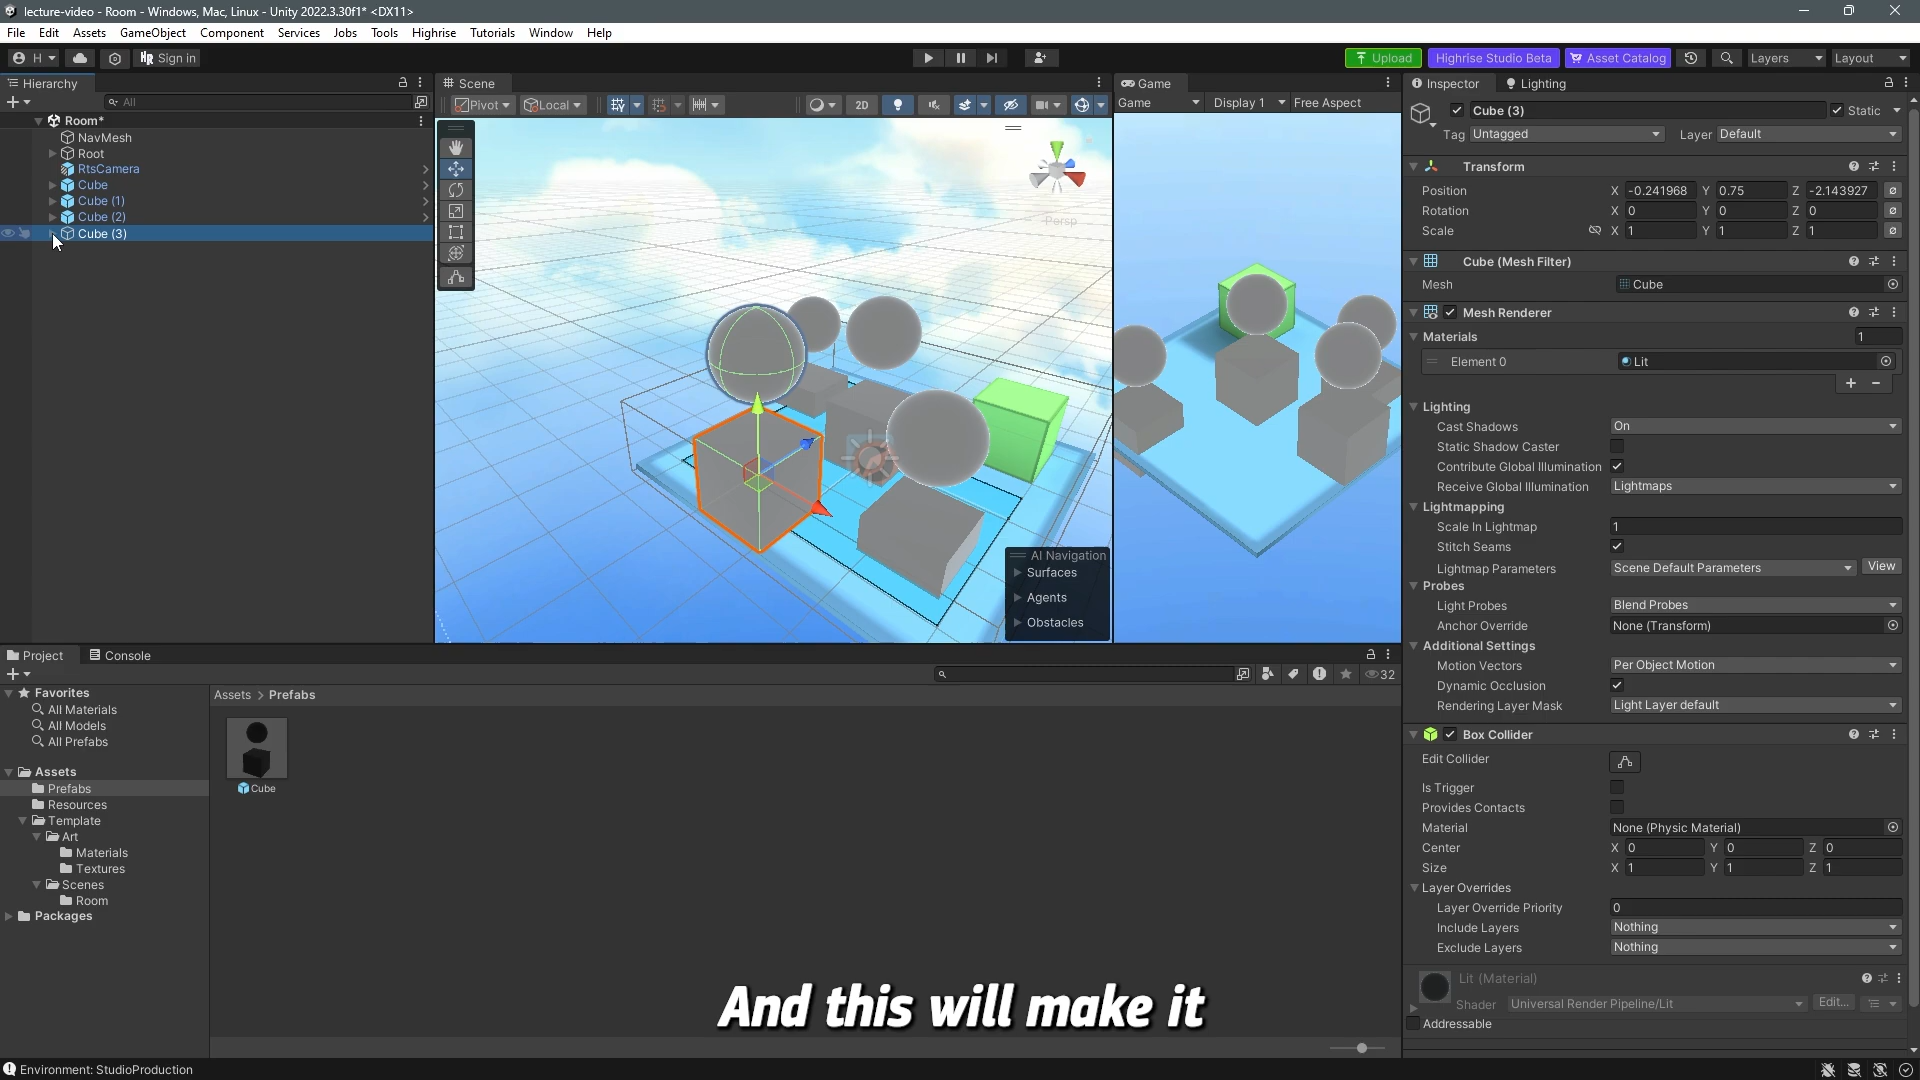 lecture-video - Room - Windows, Mac, Linux - Unity 2022.3.30f1* <DX11>
File Edit Assets GameObject Component Services Jobs Tools Highrise Tutorials Window Help
H Sign in Upload Highrise Studio Beta Asset Catalog Layers Layout
Hierarchy
All
Room*
NavMesh
Root
RtsCamera
Cube
Cube (1)
Cube (2)
Cube (3)
Scene
Pivot Local 2D
Persp
AI Navigation
Surfaces
Agents
Obstacles
Game
Game Display 1 Free Aspect
Inspector Lighting
Cube (3) Static
Tag Untagged Layer Default
Transform
Position X -0.241968 Y 0.75 Z -2.143927
Rotation X 0 Y 0 Z 0
Scale X 1 Y 1 Z 1
Cube (Mesh Filter)
Mesh Cube
Mesh Renderer
Materials 1
Element 0 Lit
Lighting
Cast Shadows On
Static Shadow Caster
Contribute Global Illumination
Receive Global Illumination Lightmaps
Lightmapping
Scale In Lightmap 1
Stitch Seams
Lightmap Parameters Scene Default Parameters View
Probes
Light Probes Blend Probes
Anchor Override None (Transform)
Additional Settings
Motion Vectors Per Object Motion
Dynamic Occlusion
Rendering Layer Mask Light Layer default
Box Collider
Edit Collider
Is Trigger
Provides Contacts
Material None (Physic Material)
Center X 0 Y 0 Z 0
Size X 1 Y 1 Z 1
Layer Overrides
Layer Override Priority 0
Include Layers Nothing
Exclude Layers Nothing
Lit (Material)
Shader Universal Render Pipeline/Lit Edit...
Addressable
Project Console
32
Favorites
All Materials
All Models
All Prefabs
Assets
Prefabs
Resources
Template
Art
Materials
Textures
Scenes
Room
Packages
Assets > Prefabs
Cube
And this will make it
Environment: StudioProduction